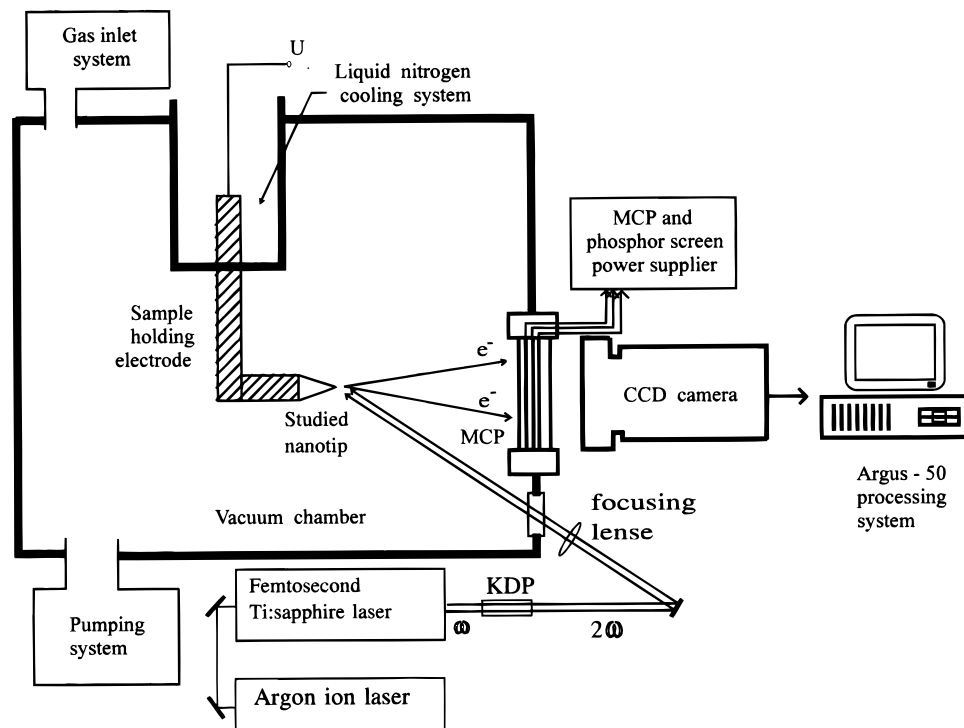 Gas inlet
system
U
Liquid nitrogen
cooling system
MCP and
phosphor screen
power supplier
Sample
holding
electrode
e-
e-
Studied
nanotip
MCP
CCD camera
Argus - 50
processing
system
Vacuum chamber
focusing
lense
Femtosecond
Ti:sapphire laser
KDP
ω
2ω
Pumping
system
Argon ion laser